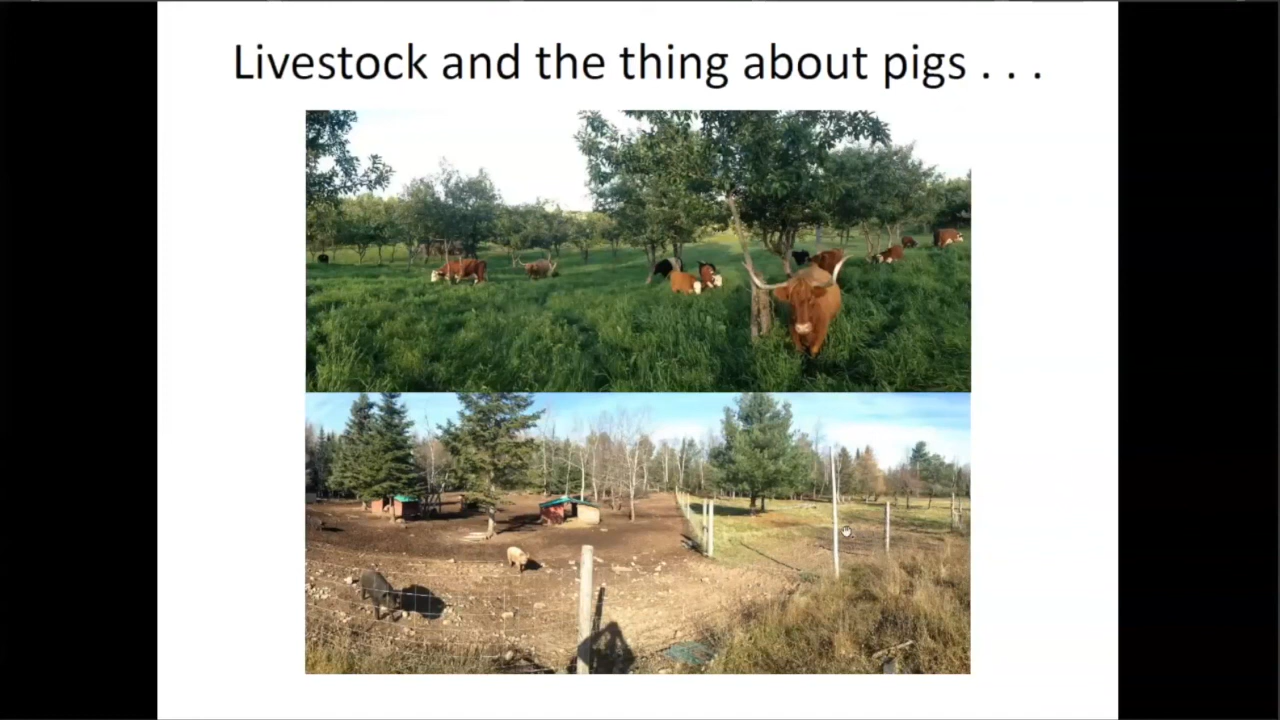 Livestock and the thing about pigs . . .